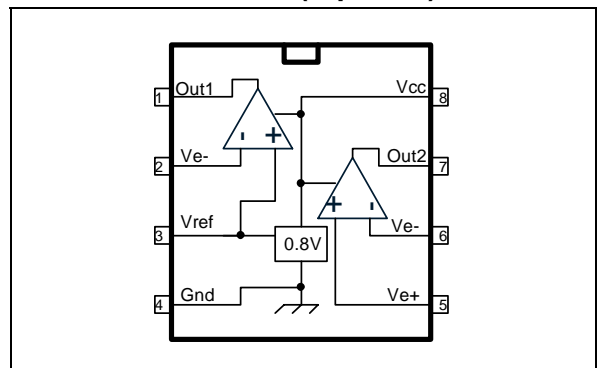 1 Out1 Vcc 8
- + 
2 Ve- Out2 7
+ -
3 Vref 0.8V Ve- 6
4 Gnd Ve+ 5